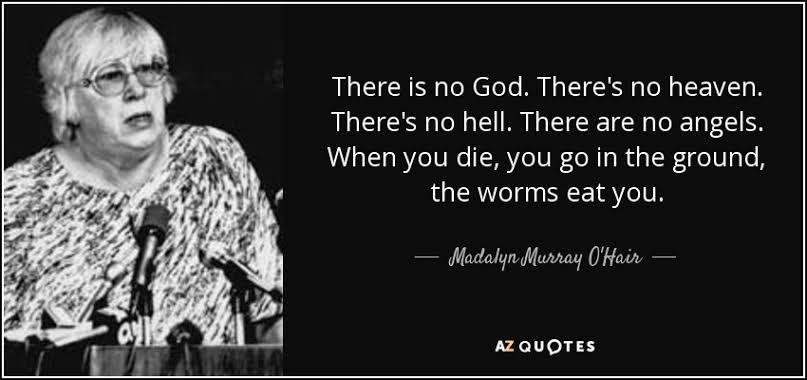 There is no God. There's no heaven.
There's no hell. There are no angels.
When you die, you go in the ground,
the worms eat you.
— Madalyn Murray O'Hair —
AZ QUOTES